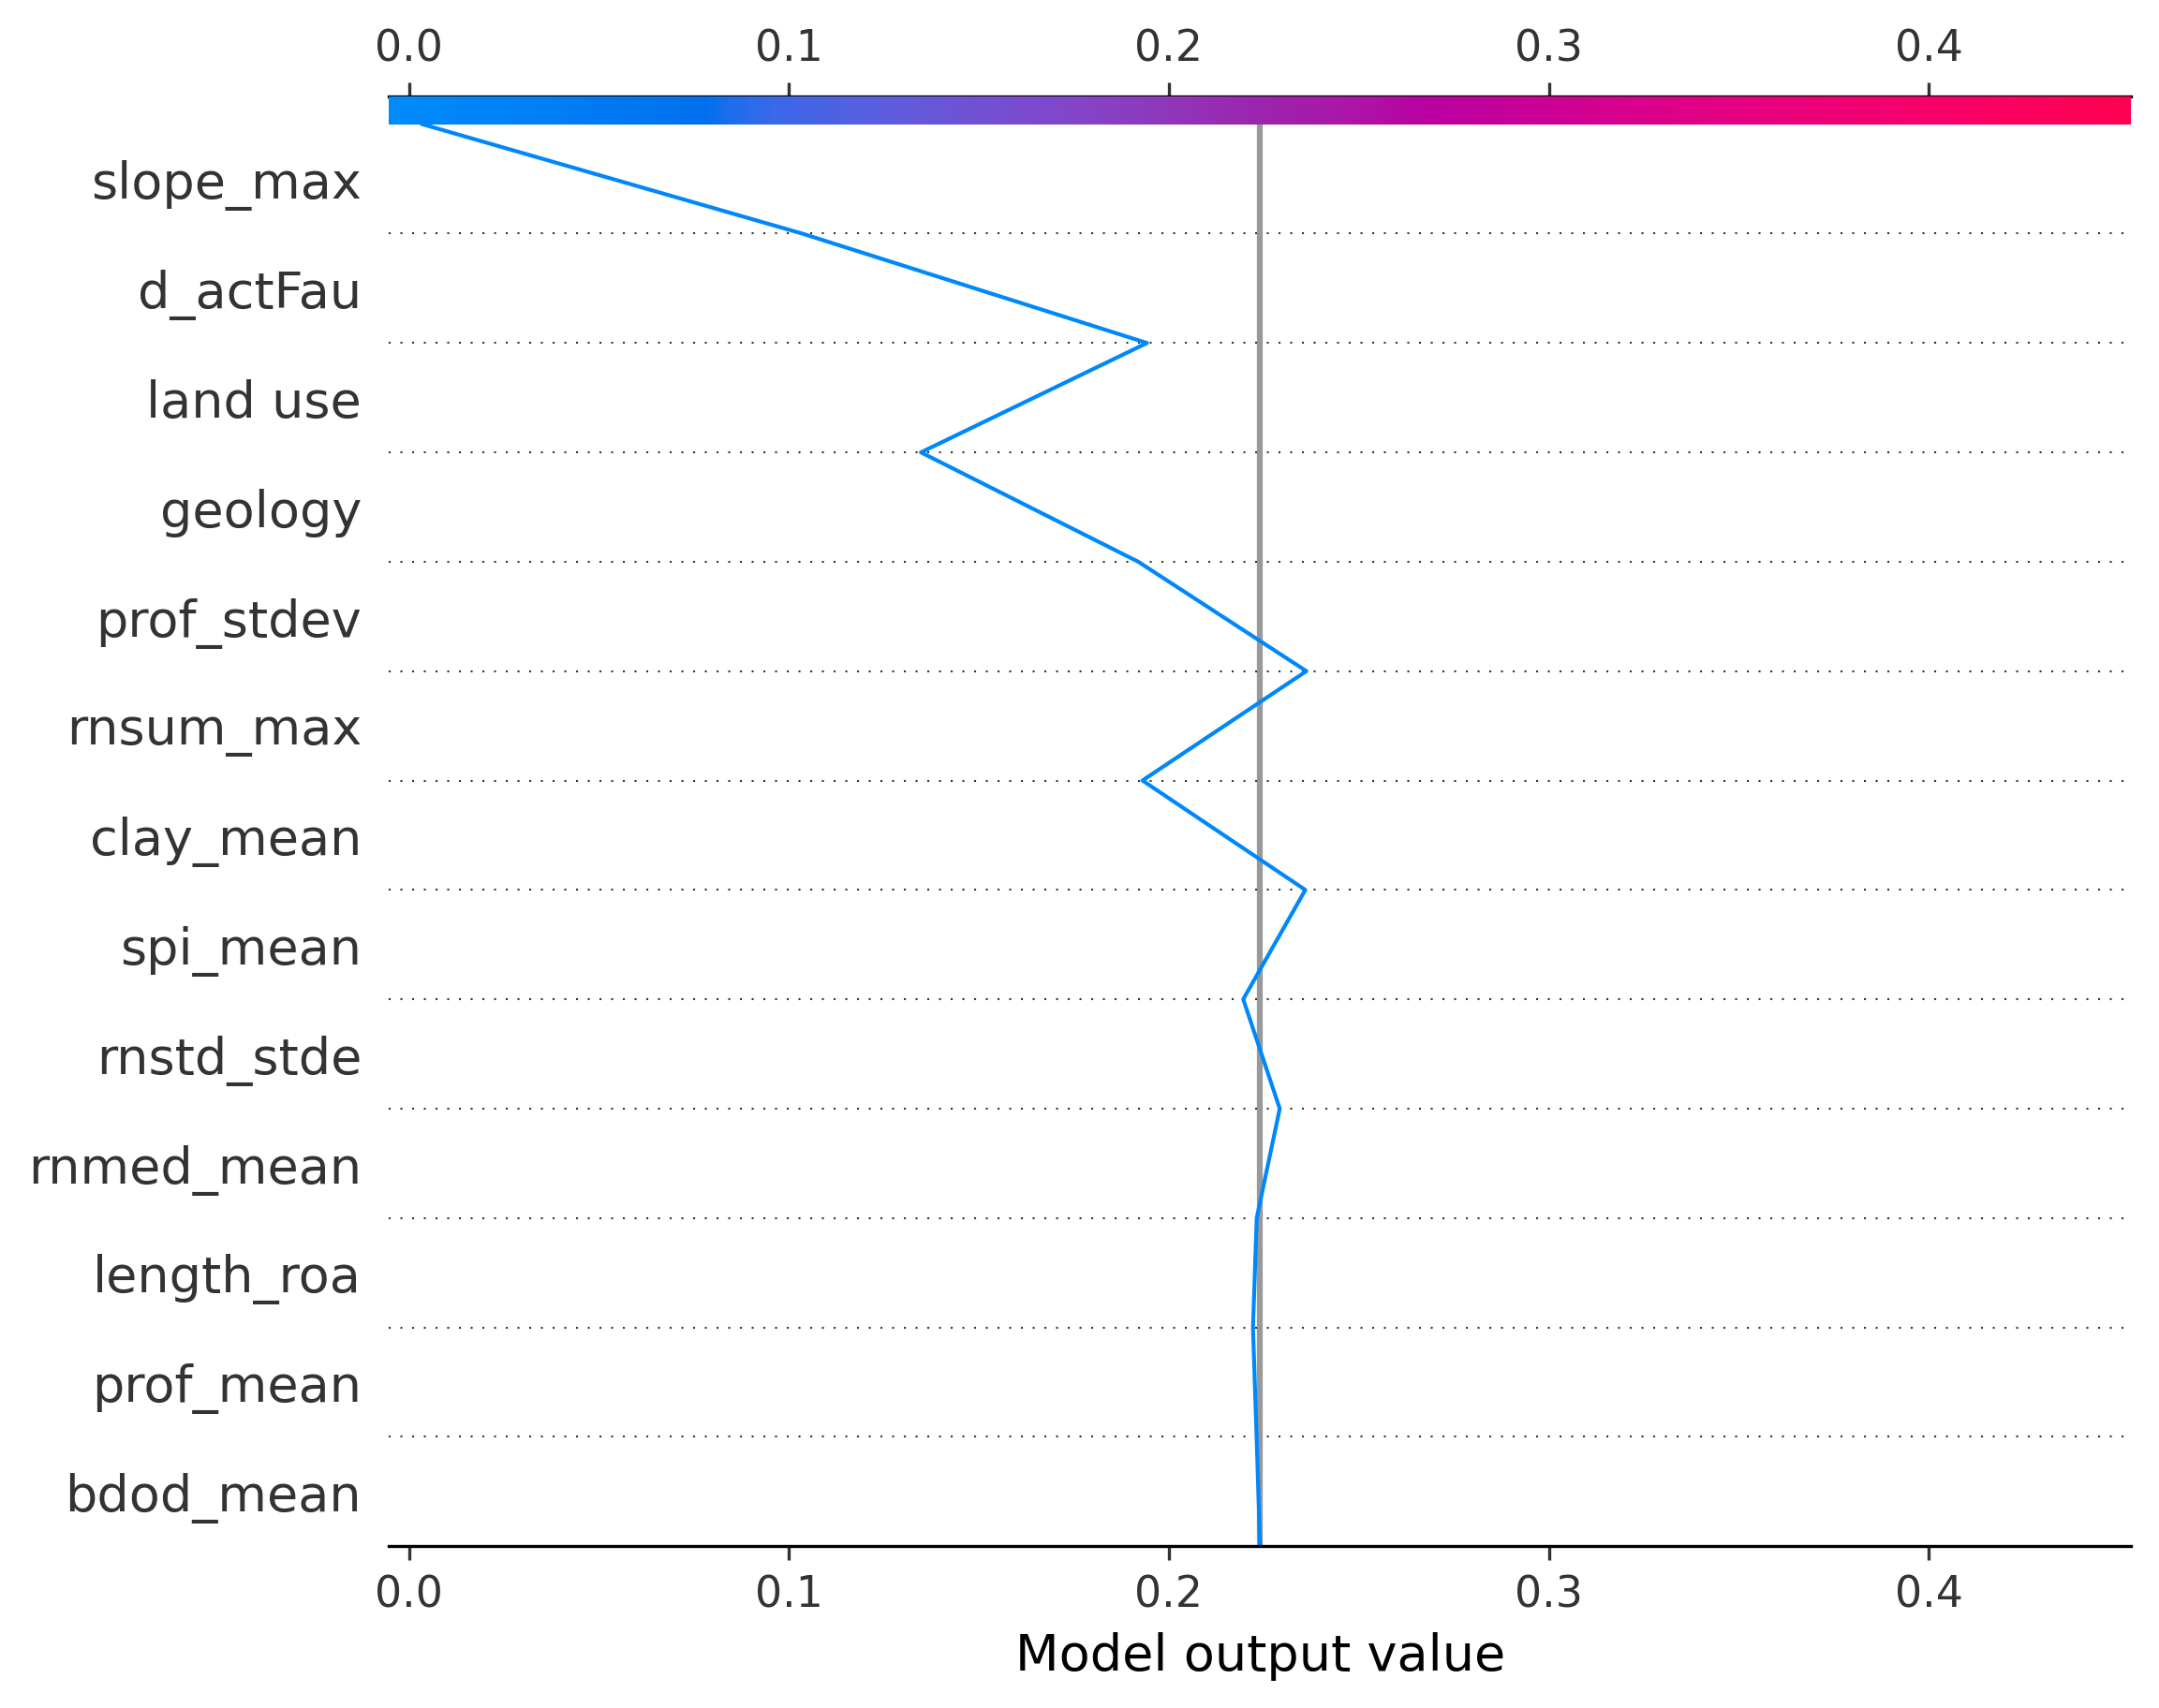 0.0 0.1 0.2 0.3 0.4
slope_max
d_actFau
land use
geology
prof_stdev
rnsum_max
clay_mean
spi_mean
rnstd_stde
rnmed_mean
length_roa
prof_mean
bdod_mean
0.0 0.1 0.2 0.3 0.4
Model output value